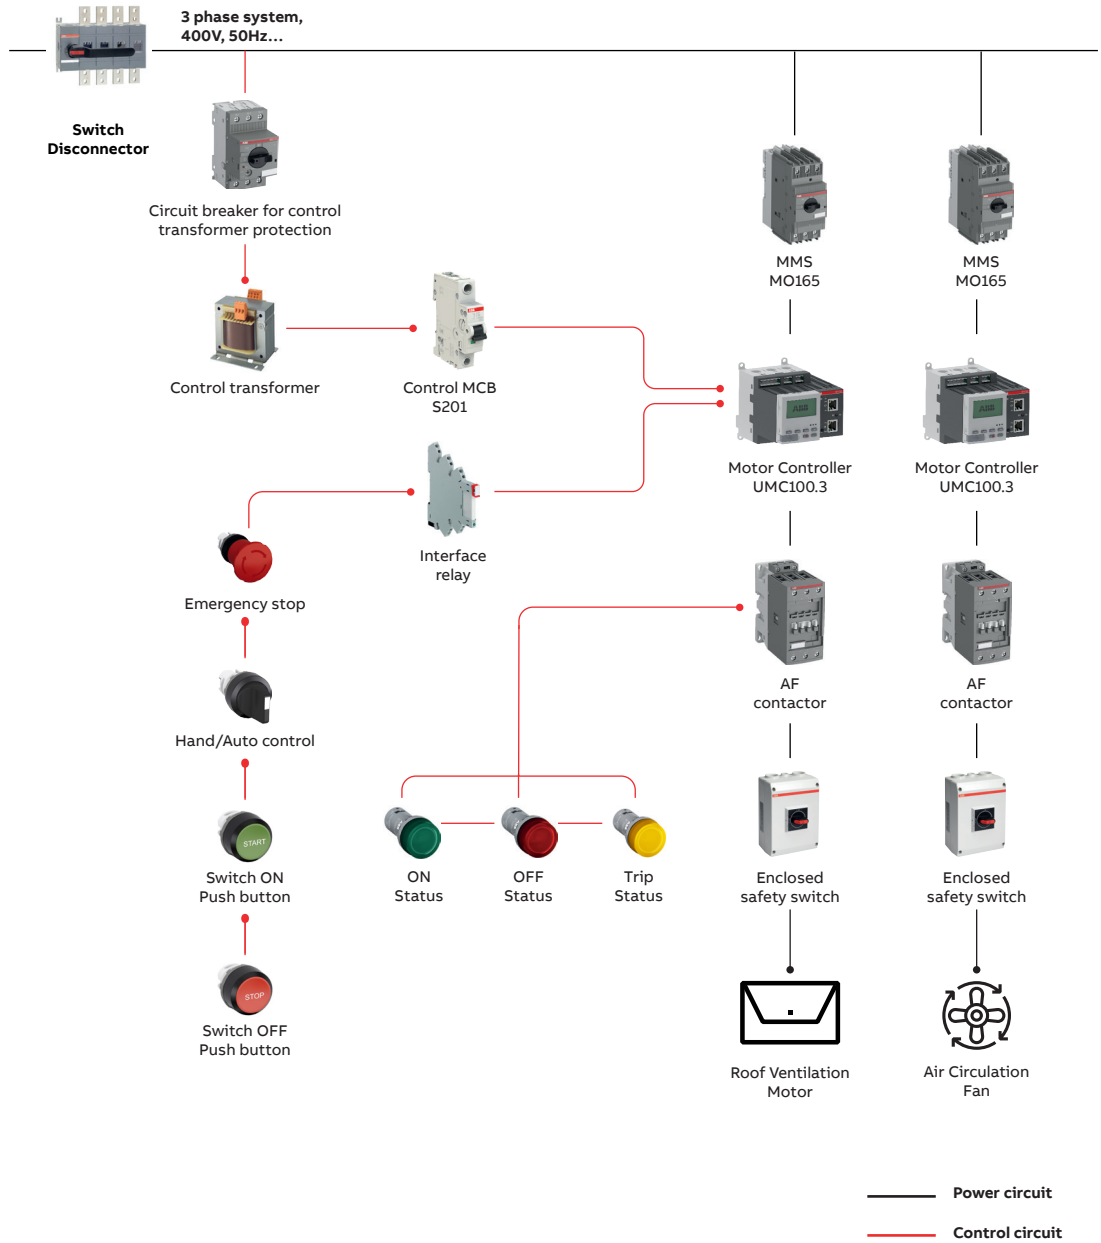 3 phase system,
400V, 50Hz...
Switch
Disconnector
Circuit breaker for control
transformer protection
MMS
MO165
MMS
MO165
Control transformer
Control MCB
S201
Motor Controller
UMC100.3
Motor Controller
UMC100.3
Interface
relay
Emergency stop
AF
contactor
AF
contactor
Hand/Auto control
START
Switch ON
Push button
ON
Status
OFF
Status
Trip
Status
Enclosed
safety switch
Enclosed
safety switch
STOP
Switch OFF
Push button
Roof Ventilation
Motor
Air Circulation
Fan
Power circuit
Control circuit